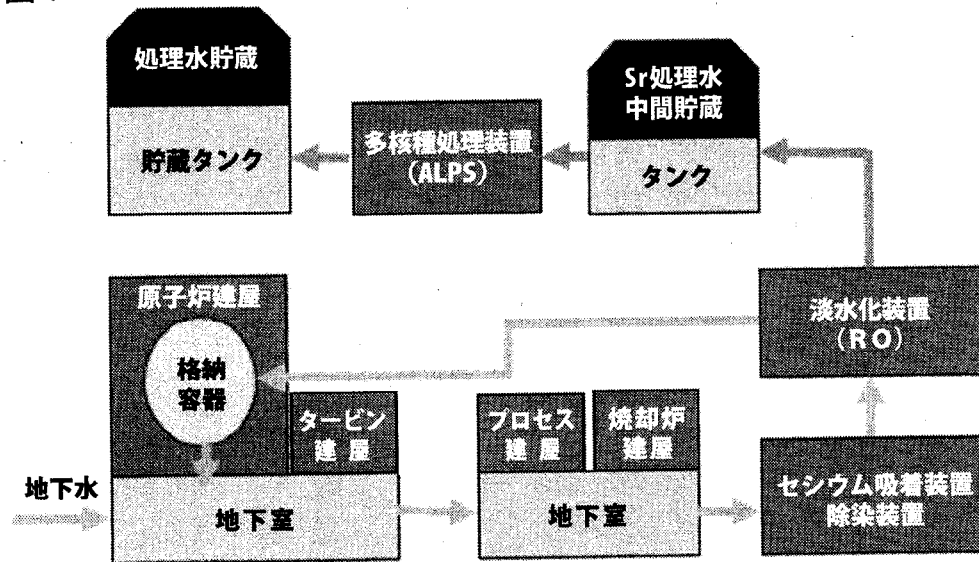 処理水貯蔵
貯蔵タンク
多核種処理装置
(ALPS)
Sr処理水
中間貯蔵
タンク
原子炉建屋
格納
容器
タービン
建屋
プロセス
建屋
焼却炉
建屋
淡水化装置
(RO)
地下水
地下室
地下室
セシウム吸着装置
除染装置